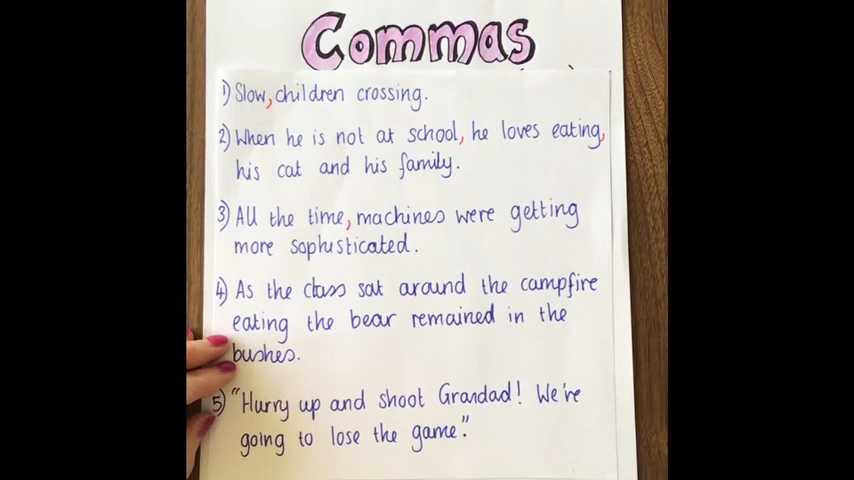 Commas
1) Slow, children crossing.
2) When he is not at school, he loves eating,
his cat and his family.
3) All the time, machines were getting
more sophisticated.
4) As the class sat around the campfire
eating the bear remained in the
bushes.
5) "Hurry up and shoot Grandad! We're
going to lose the game."